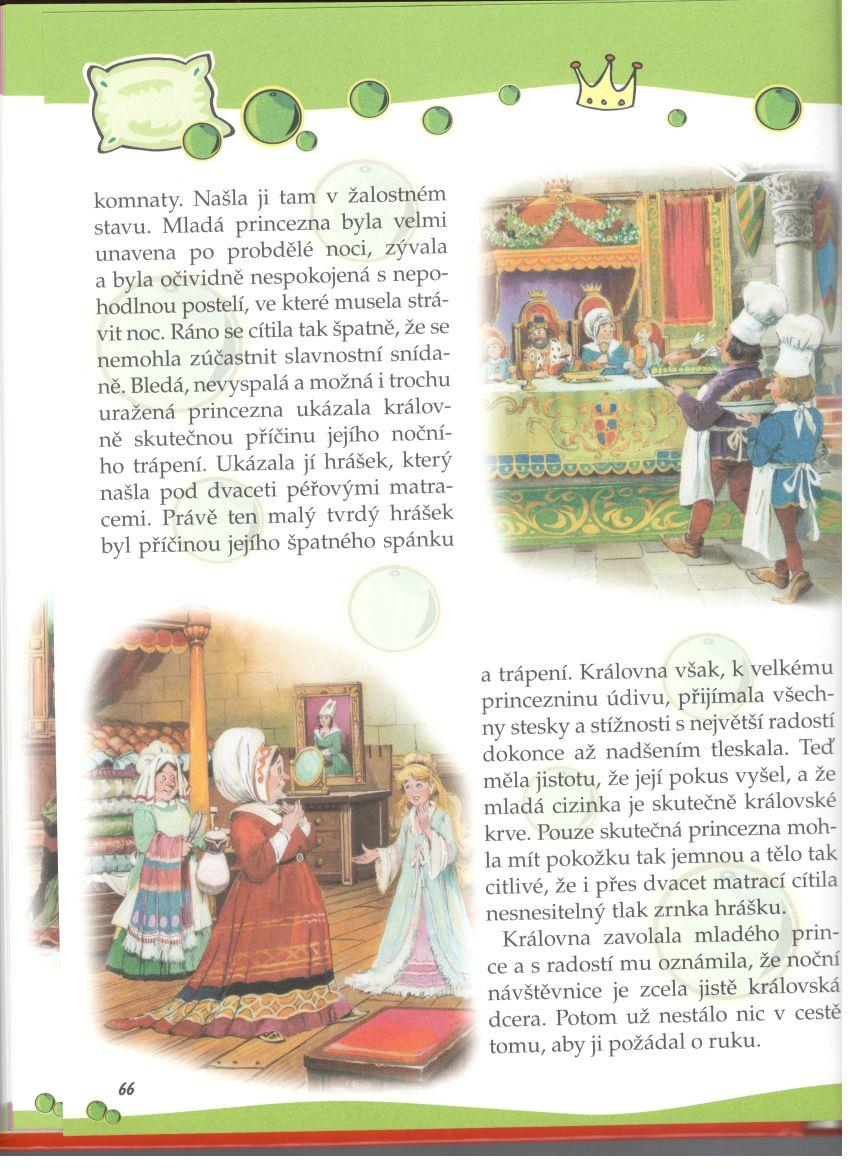 komnaty. Našla ji tam v žalostném
stavu. Mladá princezna byla velmi
unavena po probdělé noci, zývala
a byla očividně nespokojená s nepo-
hodlnou postelí, ve které musela strá-
vit noc. Ráno se cítila tak špatně, že se
nemohla zúčastnit slavnostní snída-
ně. Bledá, nevyspalá a možná i trochu
uražená princezna ukázala králov-
ně skutečnou příčinu jejího noční-
ho trápení. Ukázala jí hrášek, který
našla pod dvaceti péřovými matra-
cemi. Právě ten malý tvrdý hrášek
byl příčinou jejího špatného spánku
a trápení. Královna však, k velkému
princezninu údivu, přijímala všech-
ny stesky a stížnosti s největší radostí
dokonce až nadšením tleskala. Teď
měla jistotu, že její pokus vyšel, a že
mladá cizinka je skutečně královské
krve. Pouze skutečná princezna moh-
la mít pokožku tak jemnou a tělo tak
citlivé, že i přes dvacet matrací cítila
nesnesitelný tlak zrnka hrášku.
Královna zavolala mladého prin-
ce a s radostí mu oznámila, že noční
návštěvnice je zcela jistě královská
dcera. Potom už nestálo nic v cestě
tomu, aby ji požádal o ruku.
66